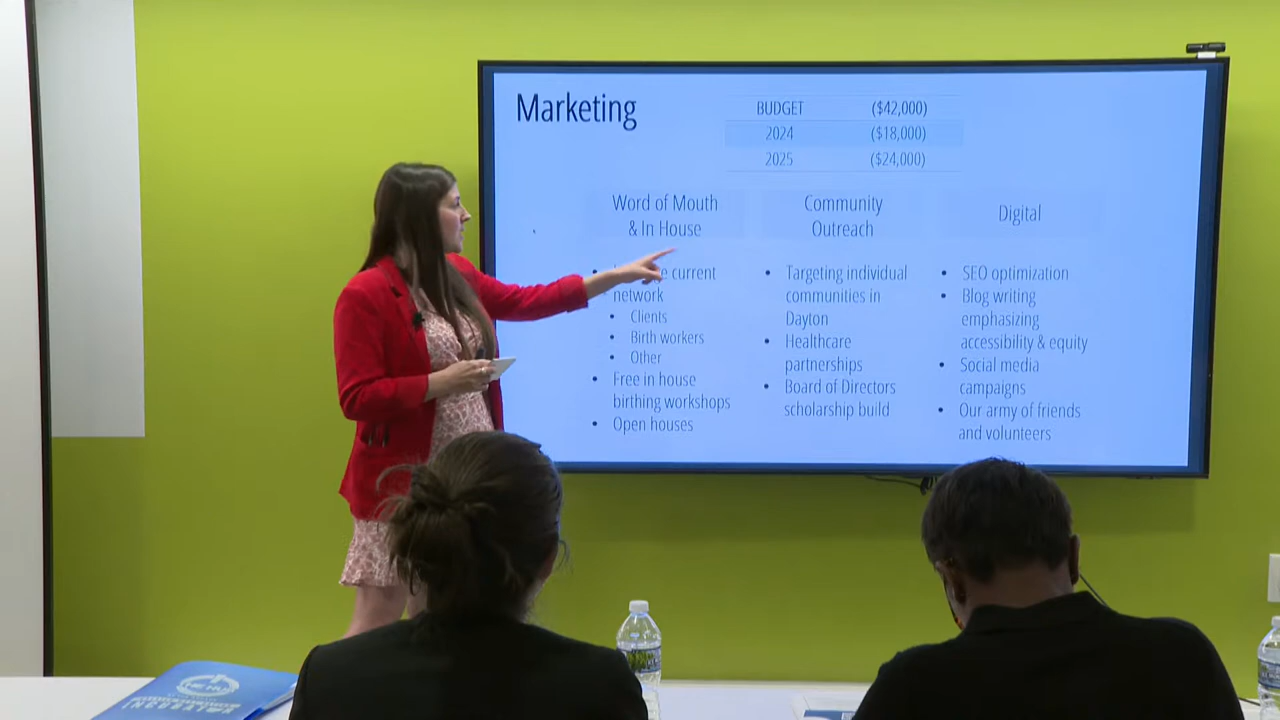 Marketing
BUDGET ($42,000)
2024 ($18,000)
2025 ($24,000)
Word of Mouth
& In House
• current
network
• Clients
• Birth workers
• Other
• Free in house
birthing workshops
• Open houses
Community
Outreach
• Targeting individual
communities in
Dayton
• Healthcare
partnerships
• Board of Directors
scholarship build
Digital
• SEO optimization
• Blog writing
emphasizing
accessibility & equity
• Social media
campaigns
• Our army of friends
and volunteers